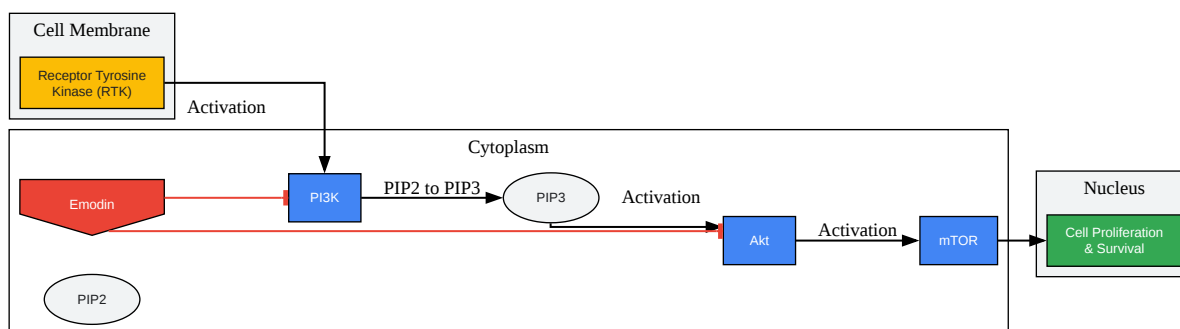 Cell Membrane
Receptor Tyrosine
Kinase (RTK)
Activation
Cytoplasm
Emodin
PI3K
PIP2 to PIP3
PIP3
Activation
Akt
Activation
mTOR
Nucleus
Cell Proliferation
& Survival
PIP2